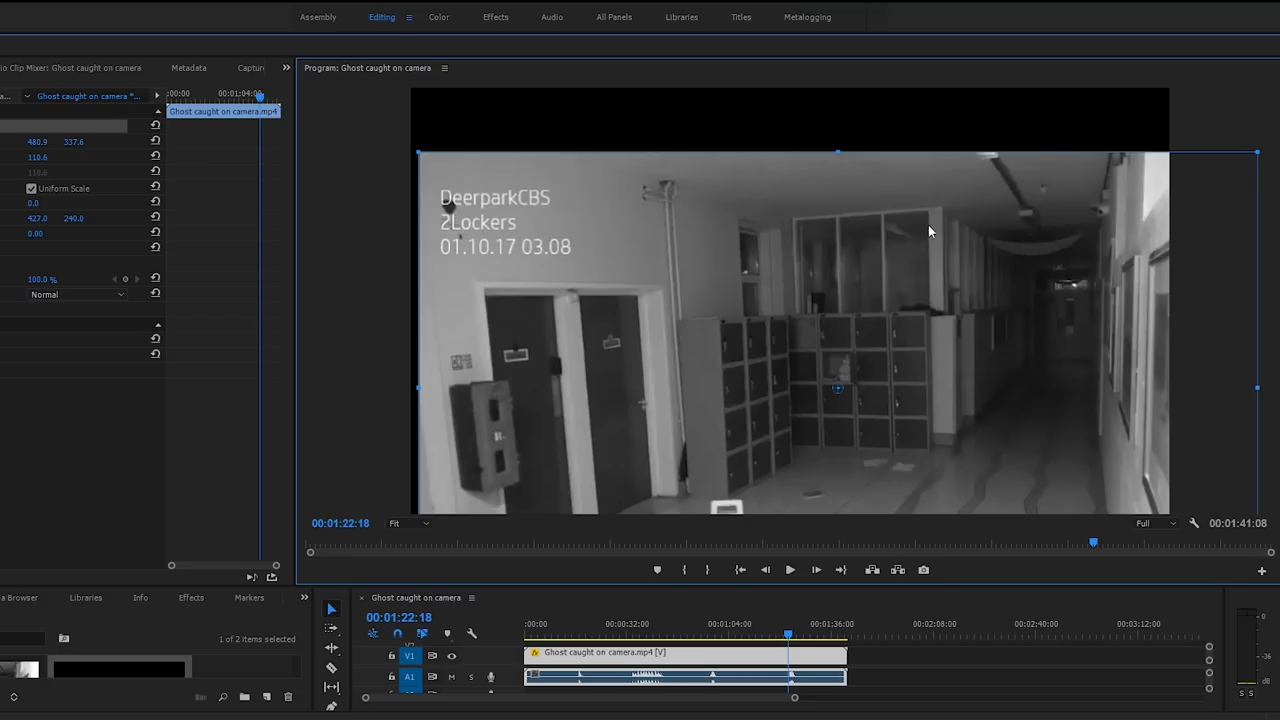 Assembly
Editing
Color
Effects
Audio
All Panels
Libraries
Titles
Metalogging
io Clip Mixer: Ghost caught on camera
Metadata
Captur
Program: Ghost caught on camera
a...
Ghost caught on camera *...
:00:00
00:01:04:00
Ghost caught on camera.mp4
480.9 337.6
110.6
110.6
Uniform Scale
0.0
427.0 240.0
0.00
100.0 %
Normal
DeerparkCBS
2Lockers
01.10.17 03.08
00:01:22:18
Fit
Full
00:01:41:08
a Browser
Libraries
Info
Effects
Markers
1 of 2 Items selected
Ghost caught on camera
00:01:22:18
:00:00
00:00:32:00
00:01:04:00
00:01:36:00
00:02:08:00
00:02:40:00
00:03:12:00
V1
fx
Ghost caught on camera.mp4 [V]
A1
M
S
0
-36
dB
S S